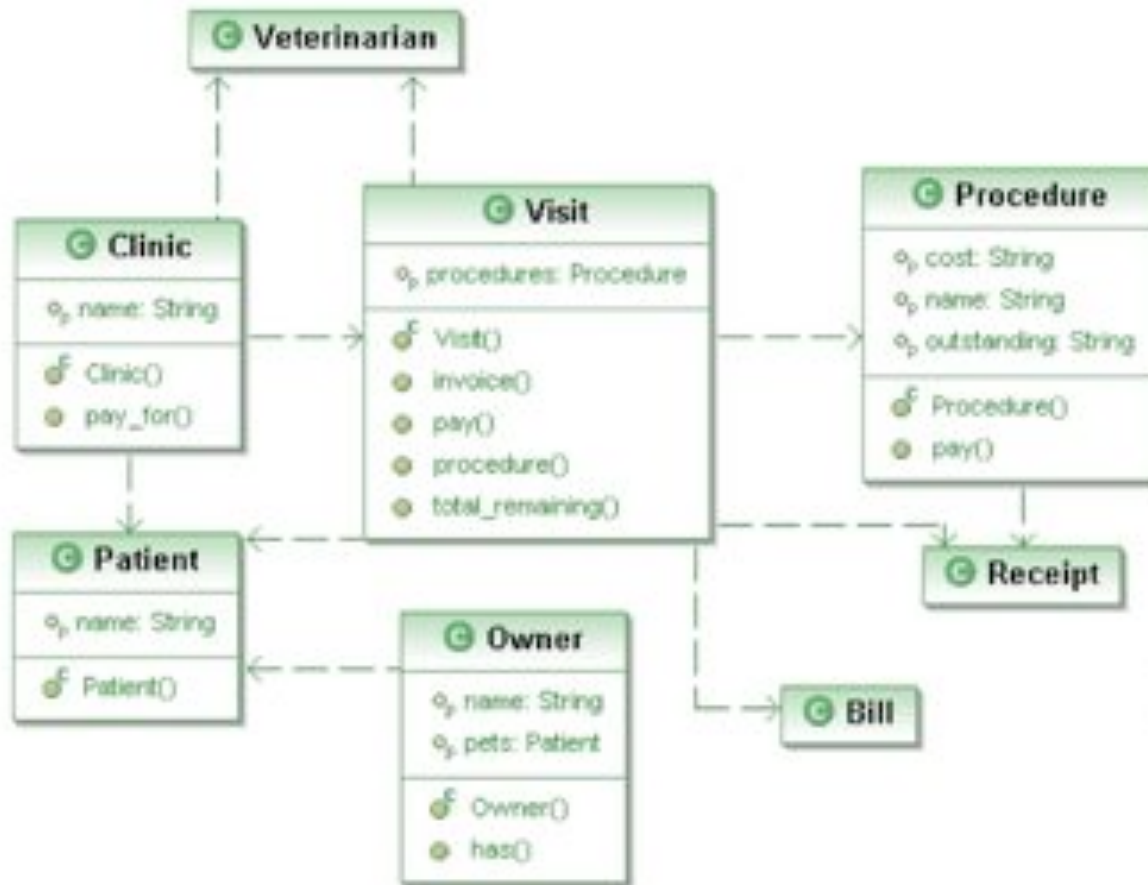 Veterinarian
Clinic
name: String
Clinic()
pay_for()
Visit
procedures: Procedure
Visit()
invoice()
pay()
procedure()
total_remaining()
Procedure
cost: String
name: String
outstanding: String
Procedure()
pay()
Patient
name: String
Patient()
Owner
name: String
pets: Patient
Owner()
has()
Receipt
Bill